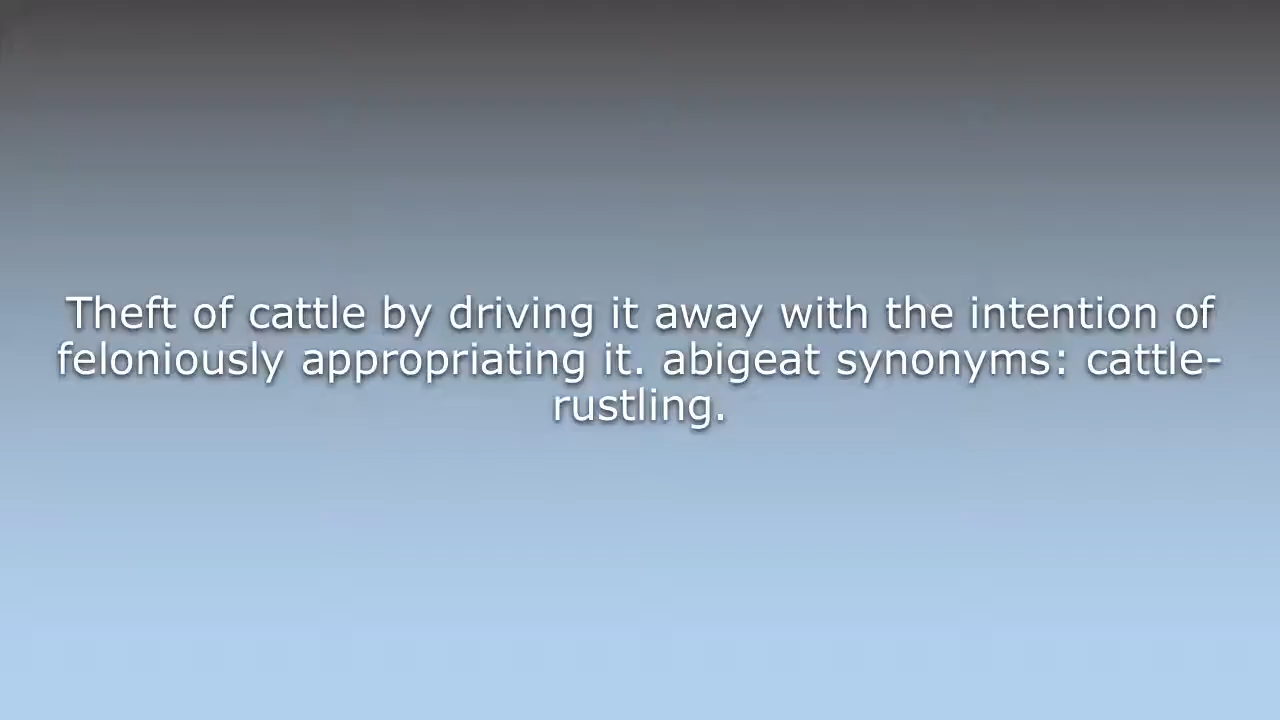 Theft of cattle by driving it away with the intention of
feloniously appropriating it. abigeat synonyms: cattle-
rustling.